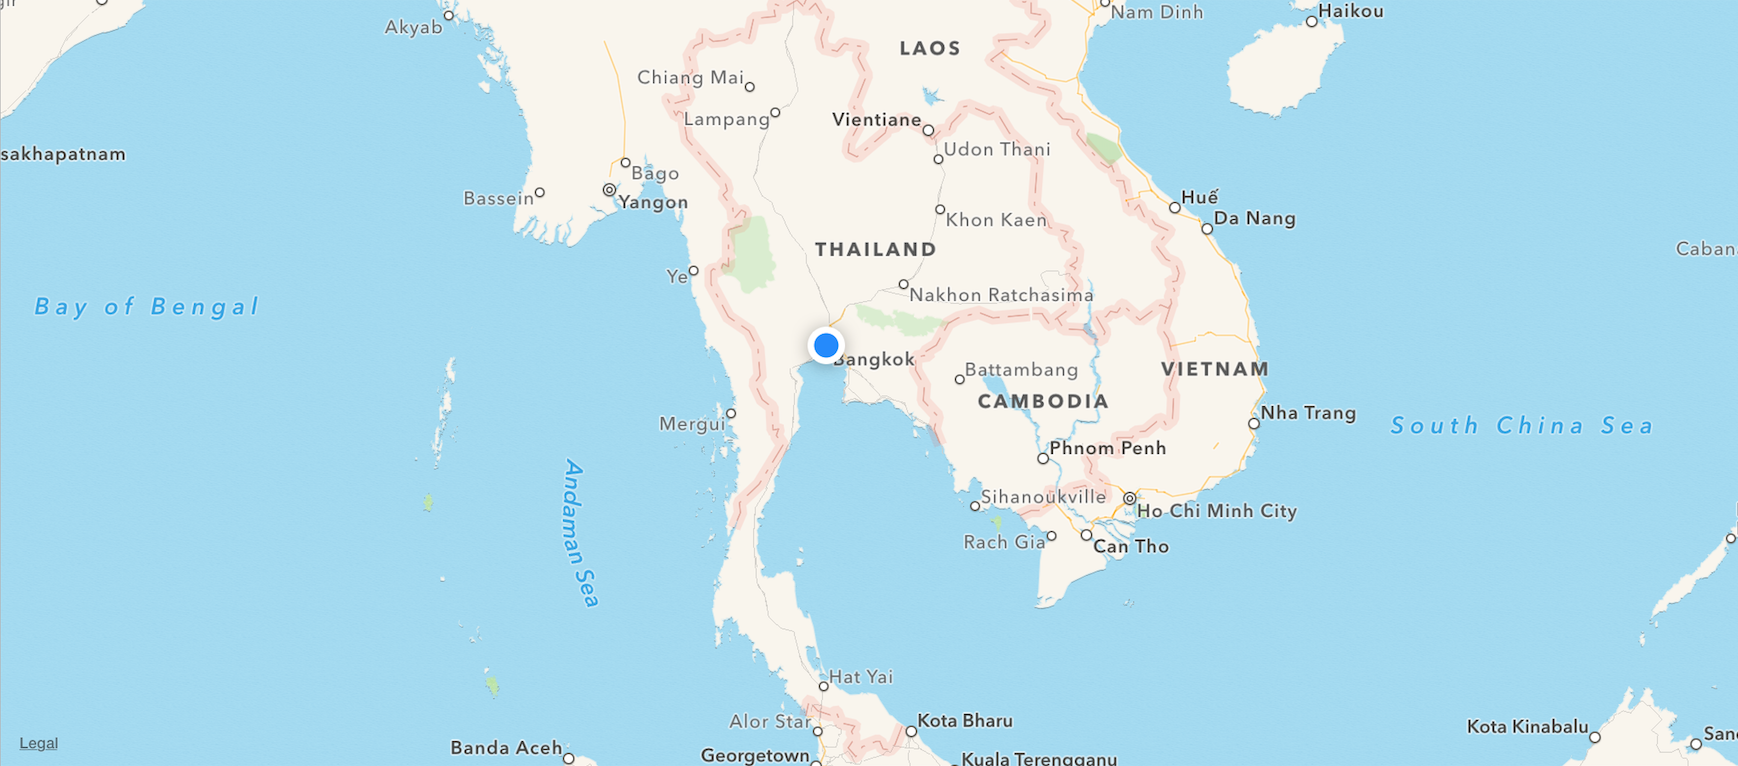 Akyab
Nam Dinh
Haikou
LAOS
Chiang Mai
Lampang
Vientiane
Udon Thani
sakhapatnam
Bago
Bassein
Yangon
Huế
Da Nang
Khon Kaen
THAILAND
Caban
Ye
Nakhon Ratchasima
Bay of Bengal
Bangkok
Battambang
VIETNAM
CAMBODIA
Nha Trang
Mergui
South China Sea
Phnom Penh
Andaman Sea
Sihanoukville
Ho Chi Minh City
Rach Gia
Can Tho
Hat Yai
Alor Star
Kota Bharu
Kota Kinabalu
San
Legal
Banda Aceh
Georgetown
Kuala Terengganu